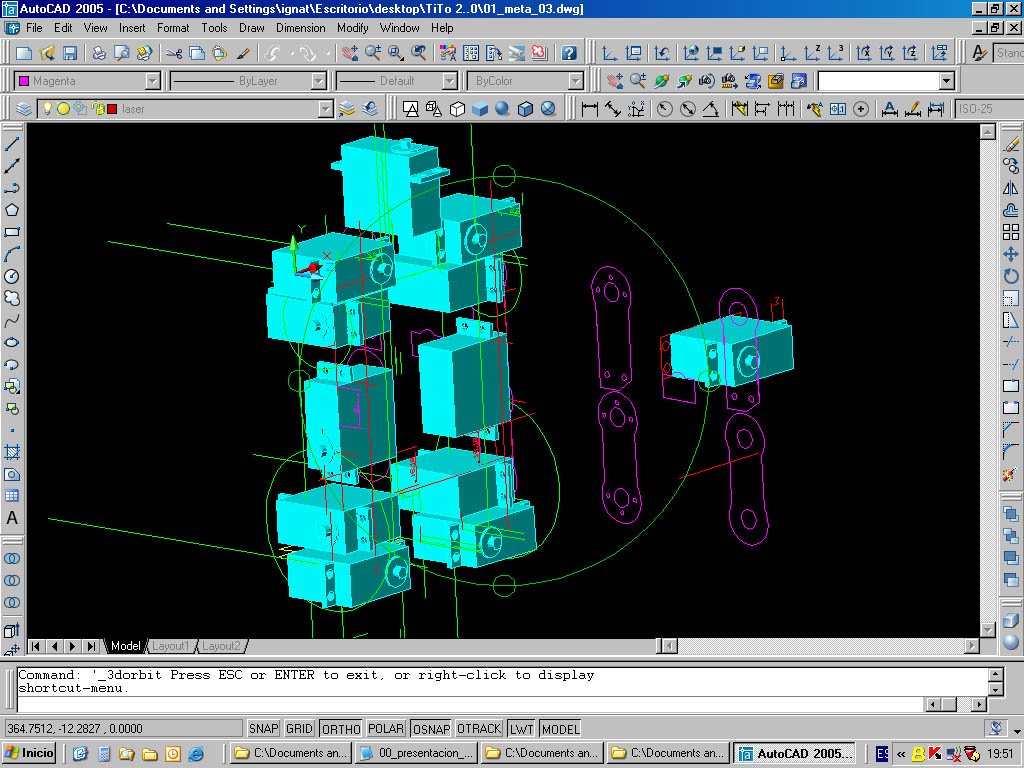 AutoCAD 2005 - [C:\Documents and Settings\ignat\Escritorio\desktop\TiTo 2..0\01_meta_03.dwg]
File Edit View Insert Format Tools Draw Dimension Modify Window Help
Stanc
Magenta ByLayer Default ByColor
laser ISO-25
Y
X
A
Model Layout1 Layout2
Command: '_3dorbit Press ESC or ENTER to exit, or right-click to display
shortcut-menu.
364.7512, -12.2827 , 0.0000 SNAP GRID ORTHO POLAR OSNAP OTRACK LWT MODEL
Inicio C:\Documents an... 00_presentacion_... C:\Documents an... C:\Documents an... AutoCAD 2005... ES « 19:51